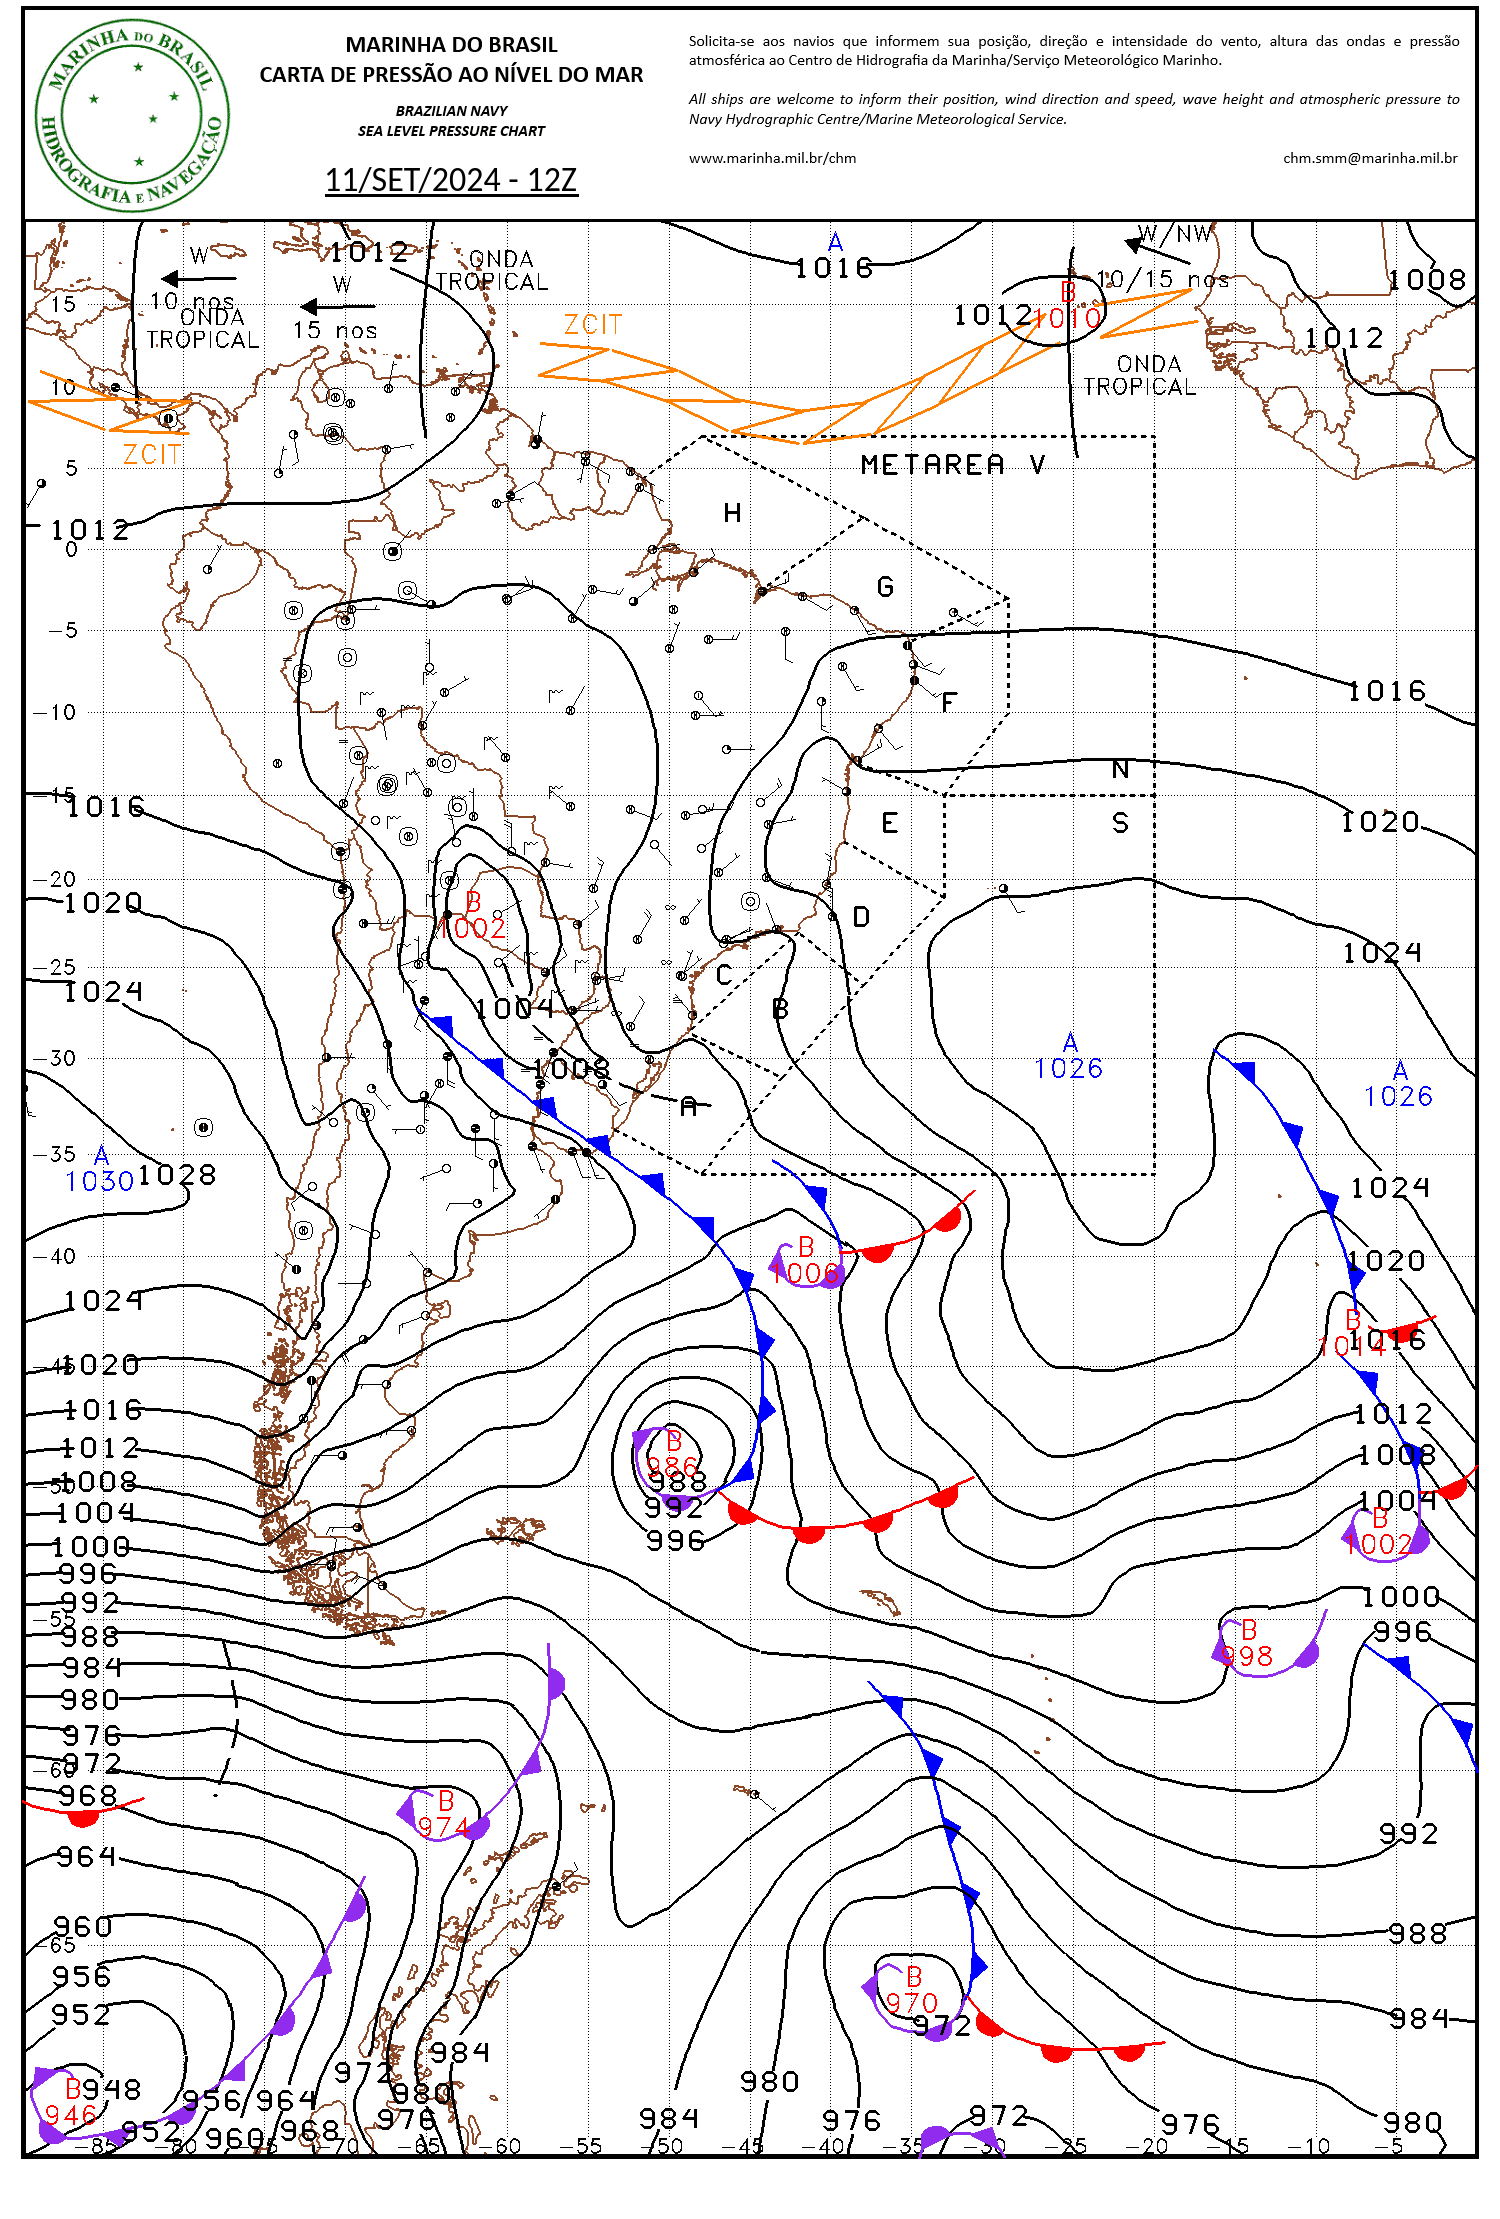 MARINHA DO BRASIL
HIDROGRAFIA E NAVEGAÇÃO
MARINHA DO BRASIL
CARTA DE PRESSÃO AO NÍVEL DO MAR
BRAZILIAN NAVY
SEA LEVEL PRESSURE CHART
11/SET/2024 - 12Z
Solicita-se aos navios que informem sua posição, direção e intensidade do vento, altura das ondas e pressão
atmosférica ao Centro de Hidrografia da Marinha/Serviço Meteorológico Marinho.
All ships are welcome to inform their position, wind direction and speed, wave height and atmospheric pressure to
Navy Hydrographic Centre/Marine Meteorological Service.
www.marinha.mil.br/chm
chm.smm@marinha.mil.br
W
10 nos
ONDA
TROPICAL
1012
W
15 nos
ONDA
TROPICAL
A
1016
W/NW
10/15 nos
B
1010
1012
ONDA
TROPICAL
1008
1012
ZCIT
ZCIT
15
10
5
0
-5
-10
-15
-20
-25
-30
-35
-40
-45
-50
-55
-60
-65
METAREA V
H
G
F
N
S
E
D
C
B
A
1012
1016
1020
1024
A
1030
1028
1024
1020
1016
1012
1008
1004
1000
996
992
988
984
980
976
972
968
964
960
956
952
948
B
946
952
956
960
964
968
972
976
980
984
B
1002
1004
1008
1016
1020
1024
A
1026
A
1026
1024
1020
B
1014
1016
1012
1008
1004
B
1002
1000
996
B
998
992
988
984
980
976
B
1006
B
986
988
992
996
B
974
B
970
972
980
984
976
972
-85
-80
-75
-70
-65
-60
-55
-50
-45
-40
-35
-30
-25
-20
-15
-10
-5